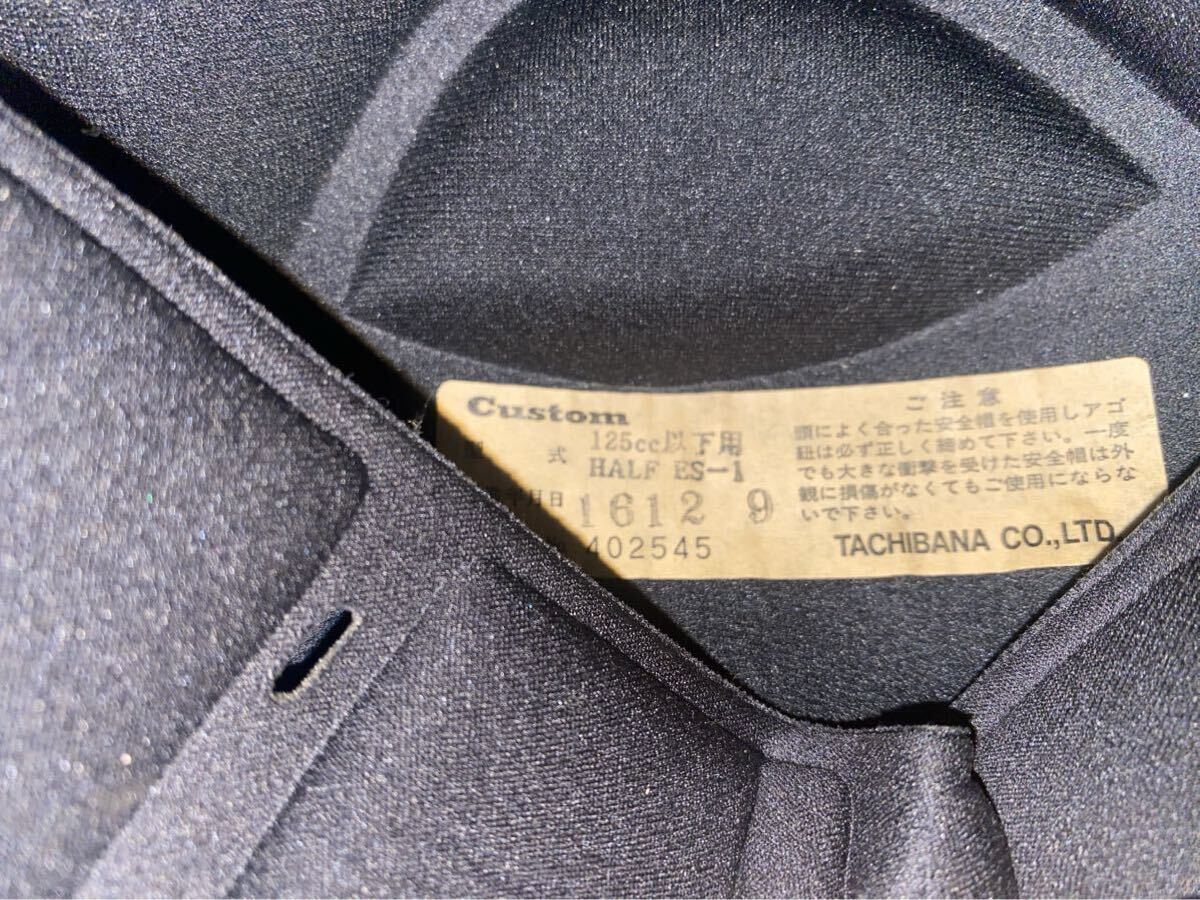 Custom
型 式 125cc以下用
HALF ES-1
年月日 1612 9
402545
ご注意
頭によく合った安全帽を使用しアゴ
紐は必ず正しく締めて下さい。一度
でも大きな衝撃を受けた安全帽は外
観に損傷がなくてもご使用にならな
いで下さい。
TACHIBANA CO.,LTD.